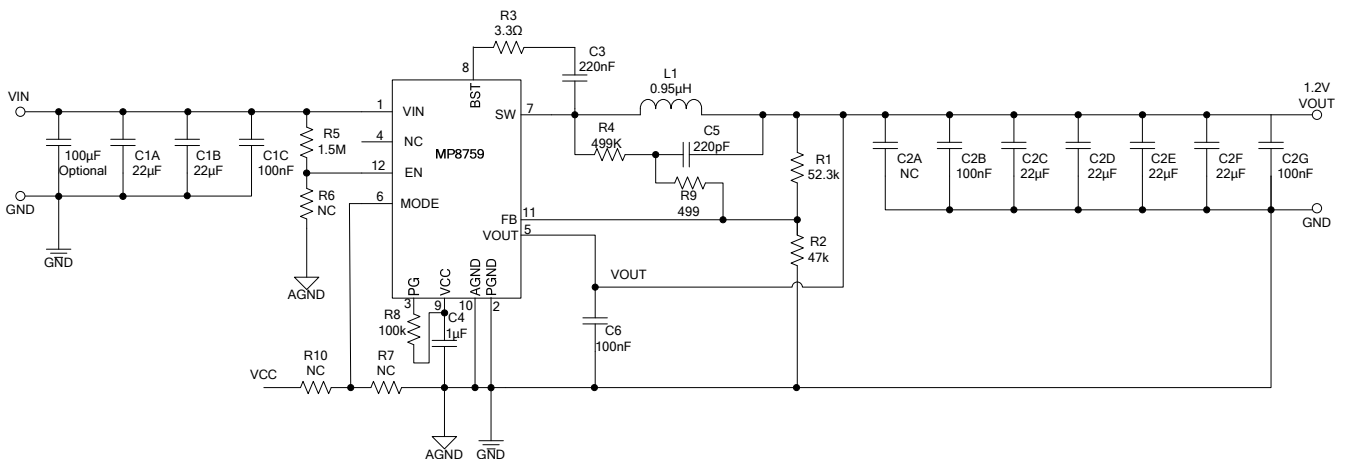 R3
3.3Ω
C3
220nF
8
BST
L1
0.95µH
1.2V
VOUT
VIN
1
VIN
SW
7
R5
1.5M
4
NC
MP8759
R4
499K
C5
220pF
100µF
Optional
C1A
22µF
C1B
22µF
C1C
100nF
R1
52.3k
C2A
NC
C2B
100nF
C2C
22µF
C2D
22µF
C2E
22µF
C2F
22µF
C2G
100nF
12
EN
R6
NC
R9
499
GND
6
MODE
FB
11
VOUT
5
R2
47k
GND
GND
AGND
VOUT
PG
VCC
AGND
PGND
3
9
10
2
R8
100k
C4
1µF
C6
100nF
VCC
R10
NC
R7
NC
AGND
GND